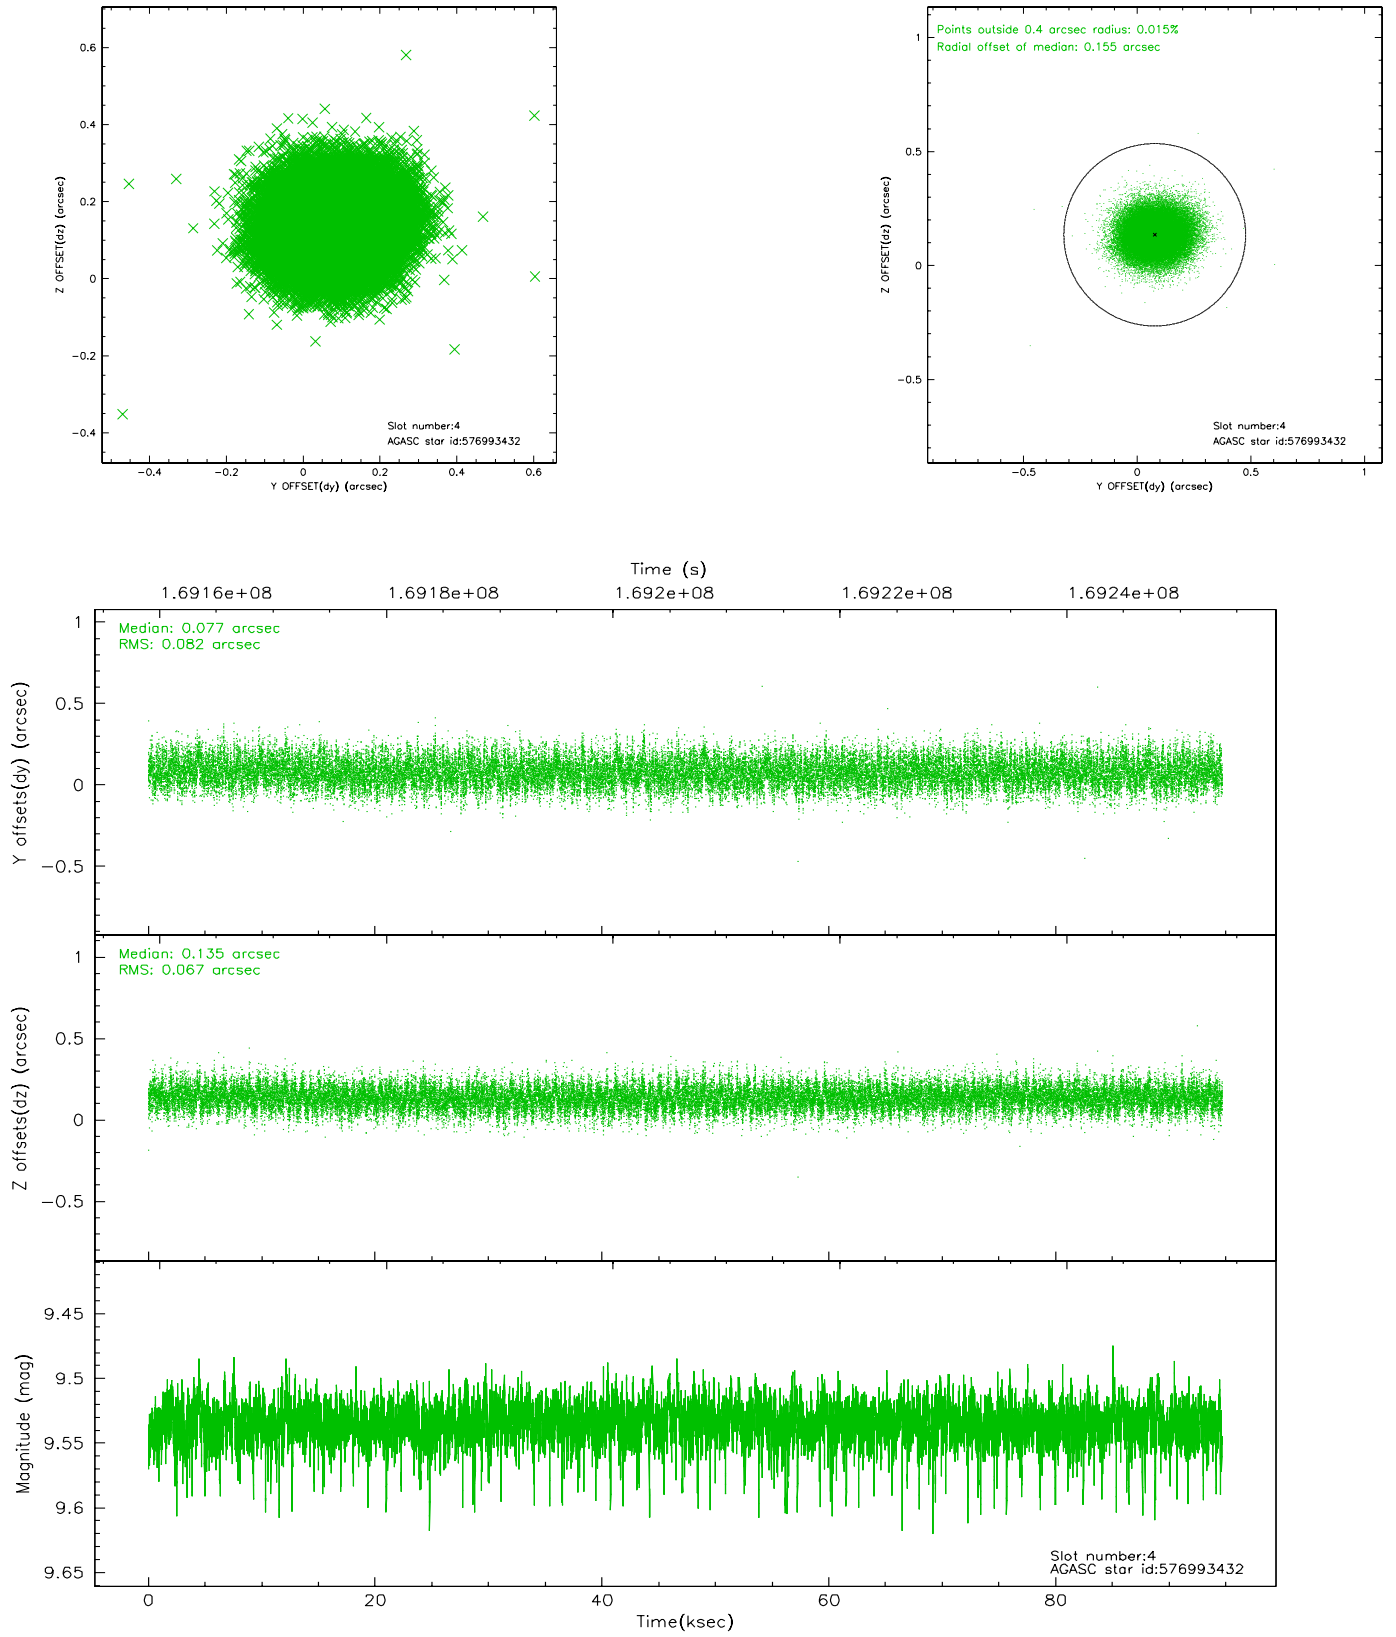 0.6
0.4
0.2
0
−0.2
−0.4
Z OFFSET(dz) (arcsec)
−0.4 −0.2 0 0.2 0.4 0.6
Y OFFSET(dy) (arcsec)
Slot number:4
AGASC star id:576993432
Points outside 0.4 arcsec radius: 0.015%
Radial offset of median: 0.155 arcsec
1
0.5
0
−0.5
Z OFFSET(dz) (arcsec)
−0.5 0 0.5 1
Y OFFSET(dy) (arcsec)
Slot number:4
AGASC star id:576993432
Time (s)
1.6916e+08 1.6918e+08 1.692e+08 1.6922e+08 1.6924e+08
Median: 0.077 arcsec
RMS: 0.082 arcsec
1
0.5
0
−0.5
Y offsets(dy) (arcsec)
Median: 0.135 arcsec
RMS: 0.067 arcsec
1
0.5
0
−0.5
Z offsets(dz) (arcsec)
9.45
9.5
9.55
9.6
9.65
Magnitude (mag)
Slot number:4
AGASC star id:576993432
0 20 40 60 80
Time(ksec)